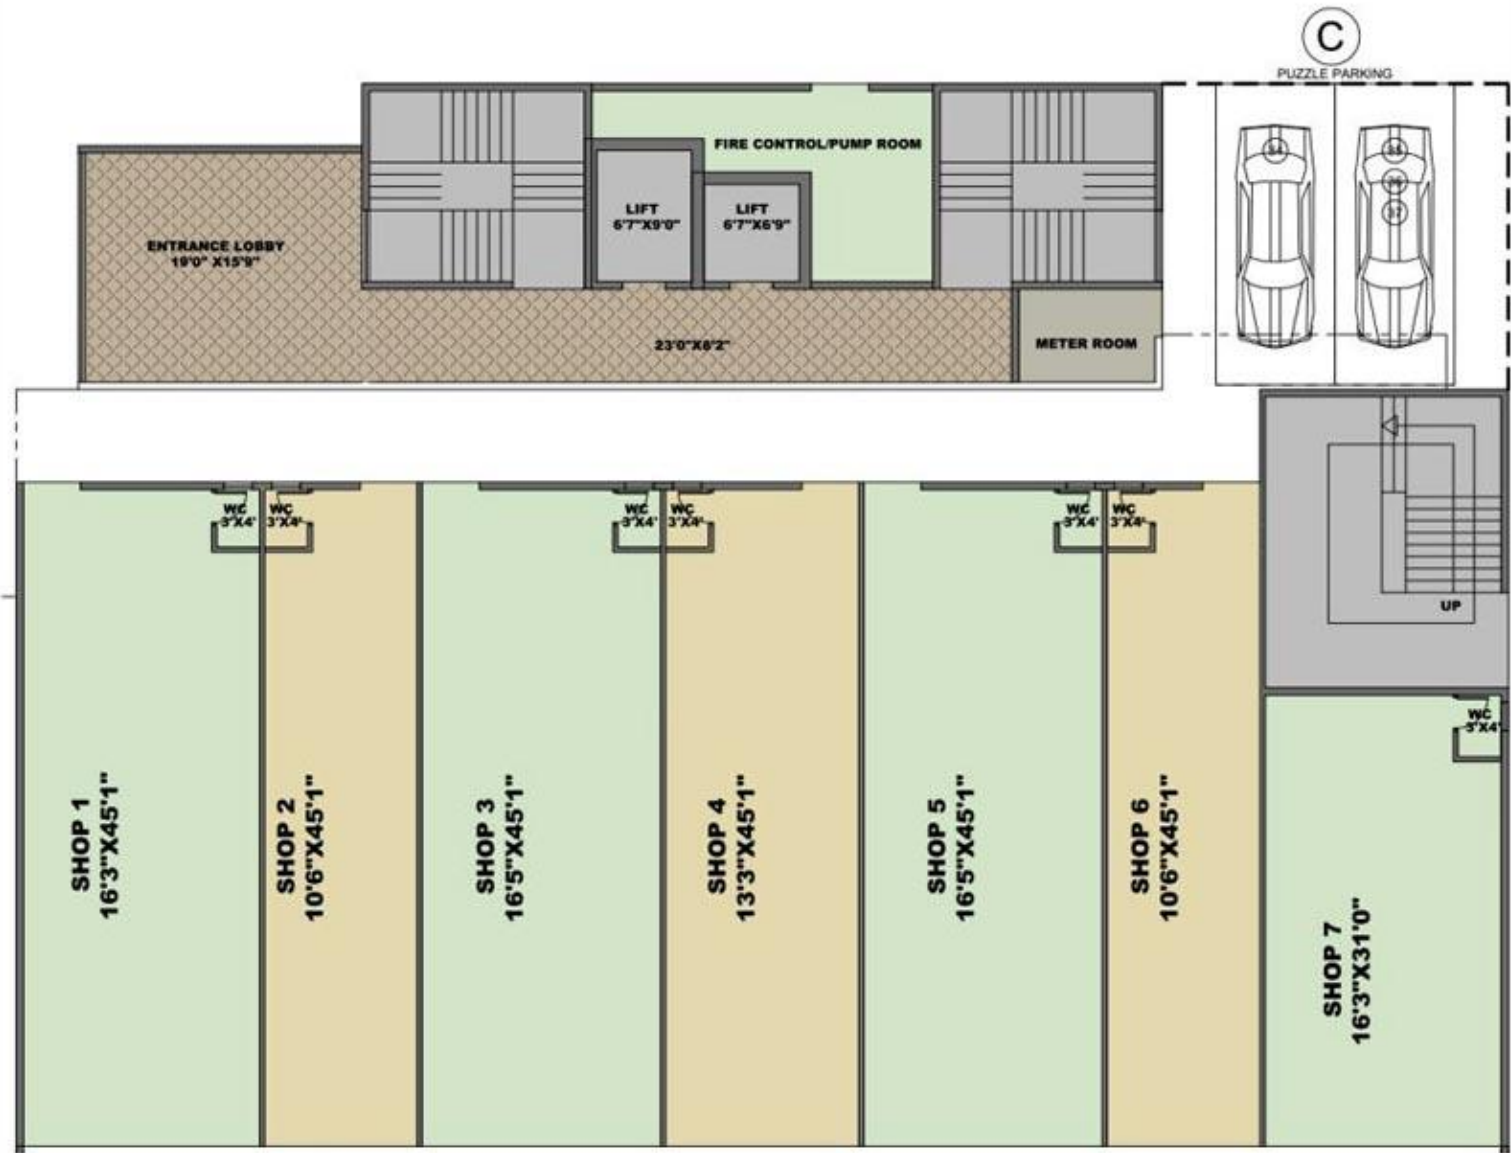 C
PUZZLE PARKING
FIRE CONTROL/PUMP ROOM
34
35
36
37
LIFT
6'7"X9'0"
LIFT
6'7"X6'9"
ENTRANCE LOBBY
19'0" X15'9"
23'0"X8'2"
METER ROOM
WC
3'X4'
WC
3'X4'
WC
3'X4'
WC
3'X4'
WC
3'X4'
WC
3'X4'
UP
WC
3'X4'
SHOP 1
16'3"X45'1"
SHOP 2
10'6"X45'1"
SHOP 3
16'5"X45'1"
SHOP 4
13'3"X45'1"
SHOP 5
16'5"X45'1"
SHOP 6
10'6"X45'1"
SHOP 7
16'3"X31'0"